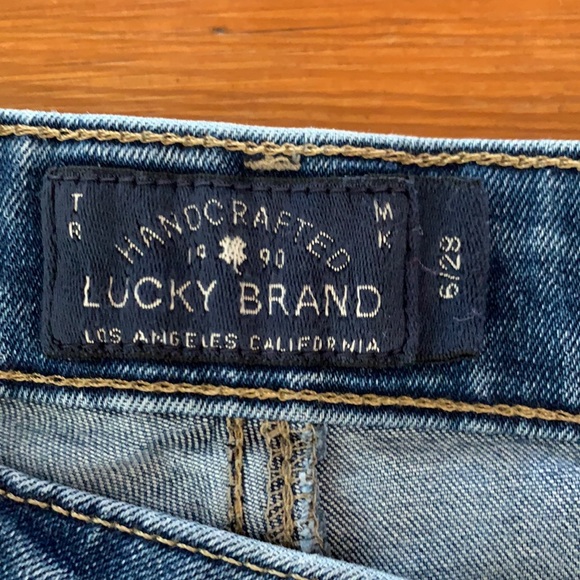 TR MK
HANDCRAFTED
19 90
LUCKY BRAND
LOS ANGELES CALIFORNIA
6/28